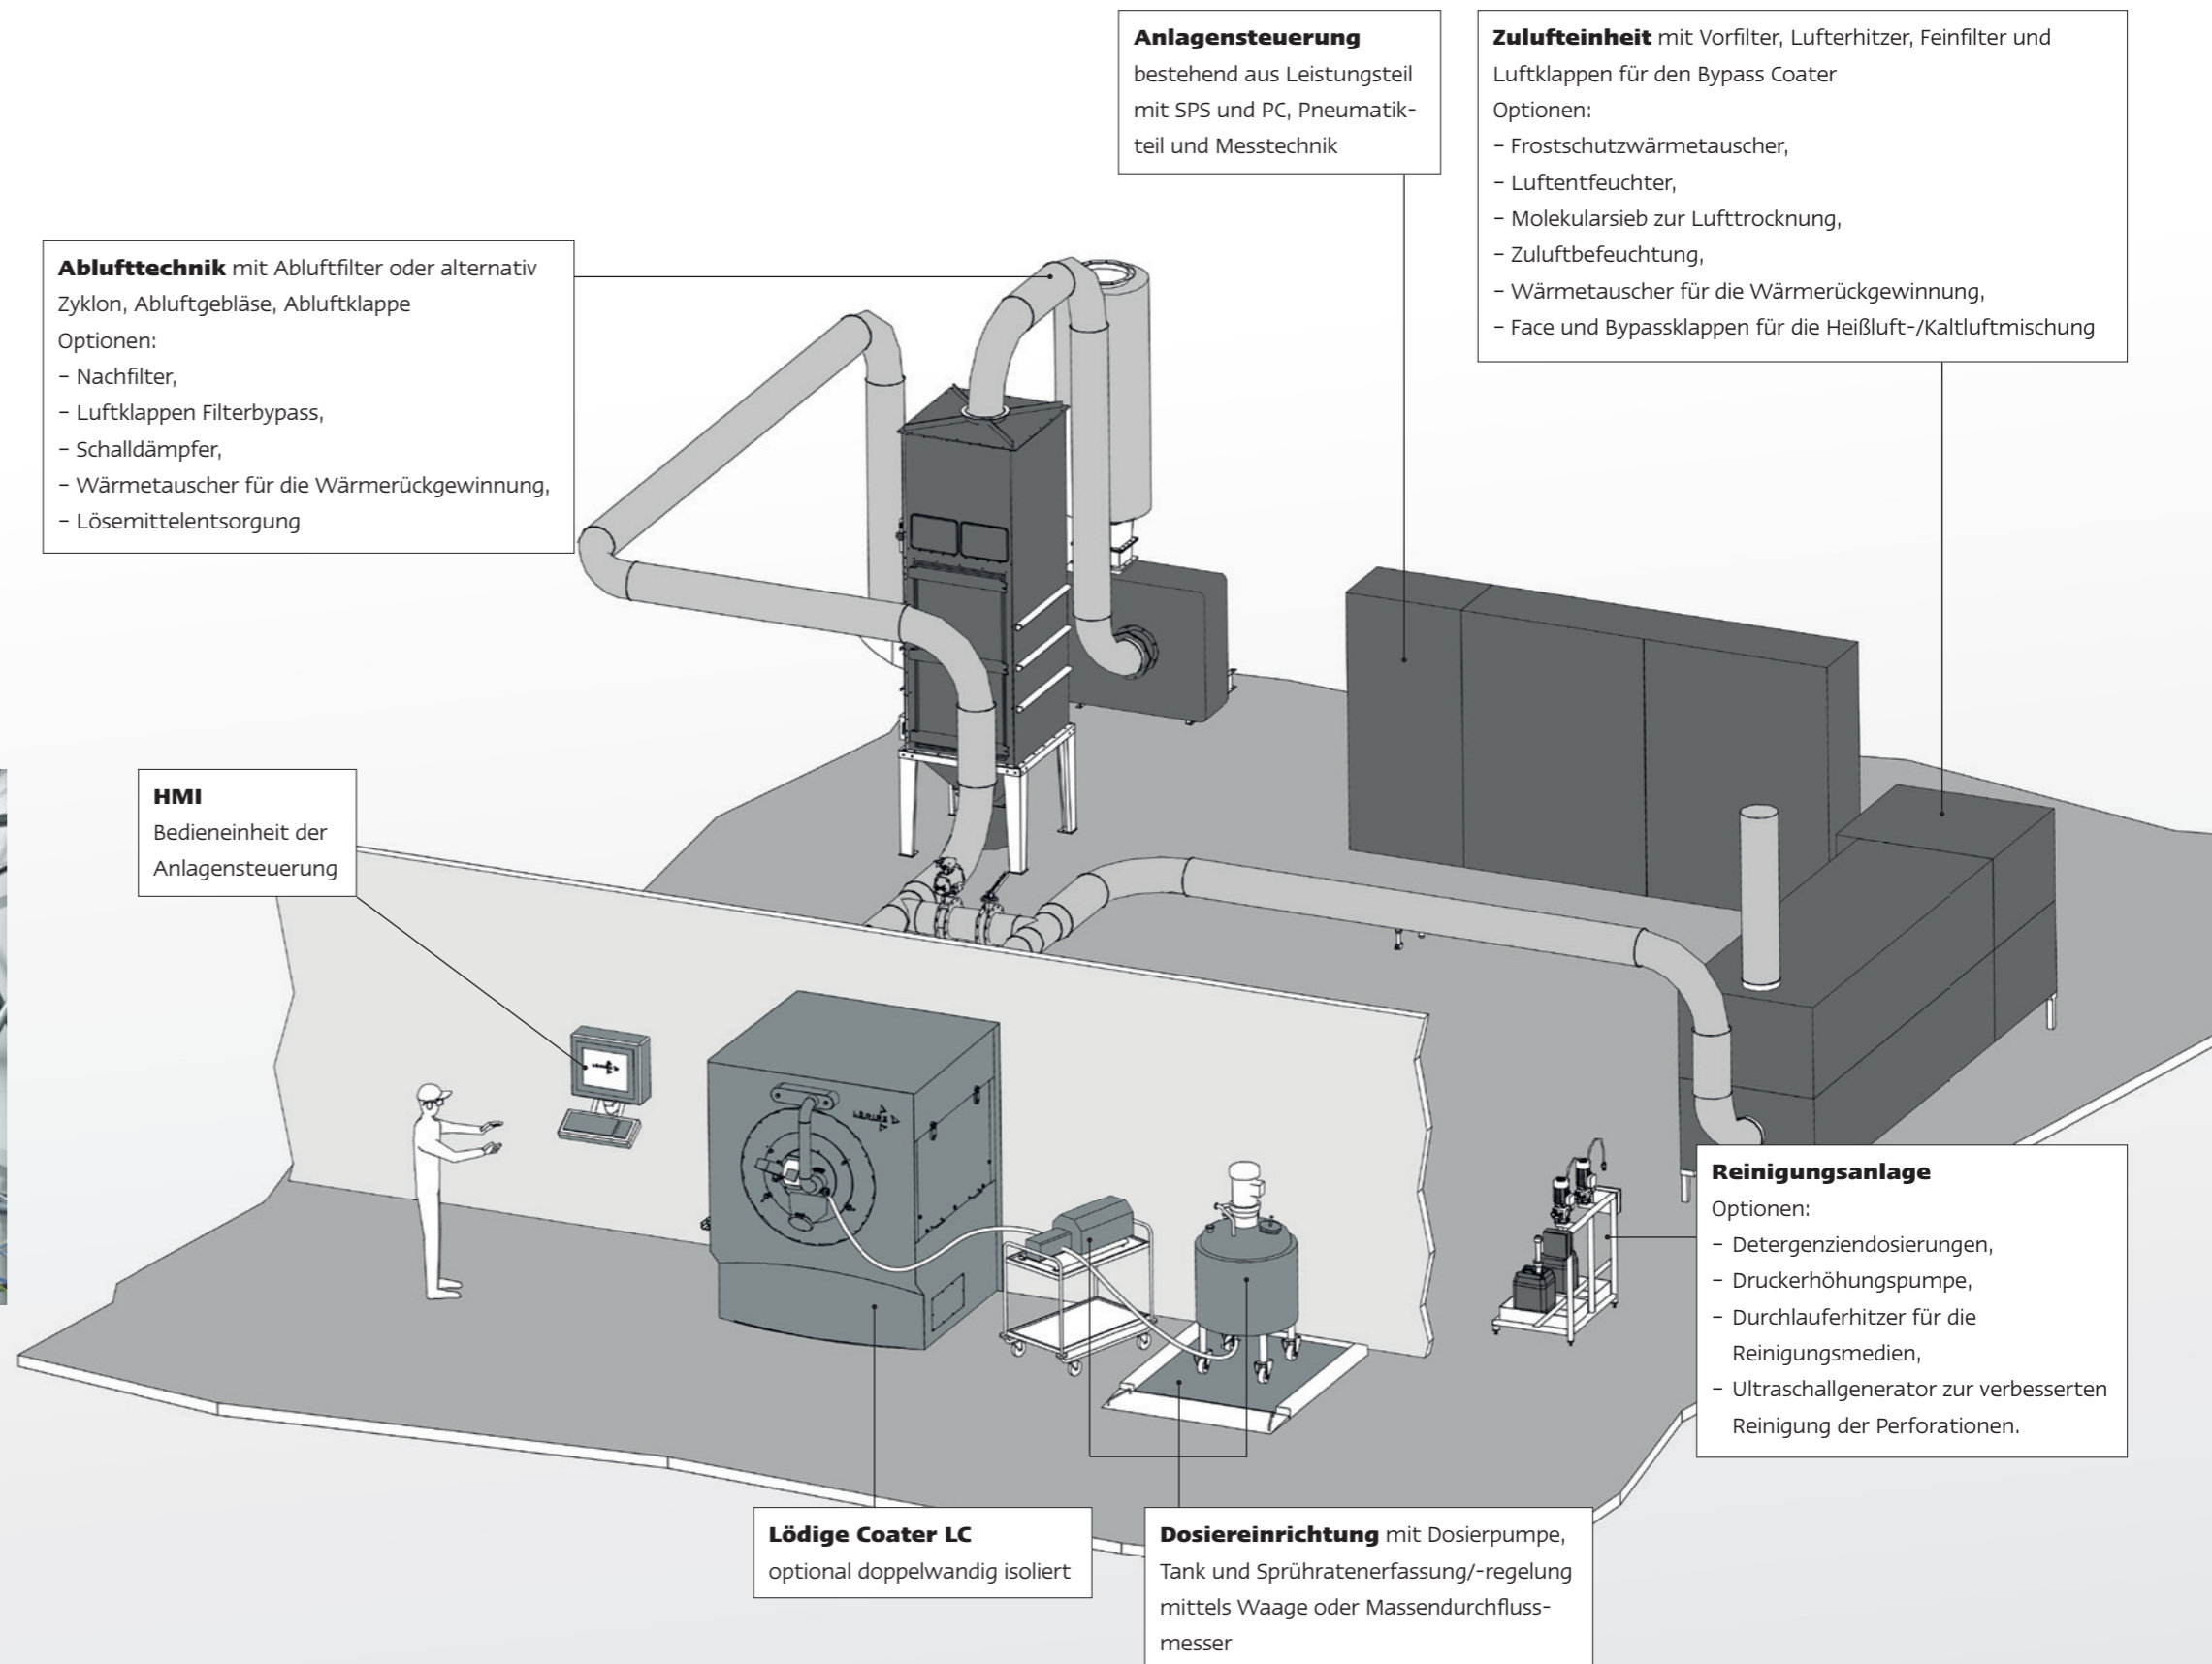 Anlagensteuerung
bestehend aus Leistungsteil
mit SPS und PC, Pneumatik-
teil und Messtechnik
Zulufteinheit mit Vorfilter, Lufterhitzer, Feinfilter und
Luftklappen für den Bypass Coater
Optionen:
– Frostschutzwärmetauscher,
– Luftentfeuchter,
– Molekularsieb zur Lufttrocknung,
– Zuluftbefeuchtung,
– Wärmetauscher für die Wärmerückgewinnung,
– Face und Bypassklappen für die Heißluft-/Kaltluftmischung
Ablufttechnik mit Abluftfilter oder alternativ
Zyklon, Abluftgebläse, Abluftklappe
Optionen:
– Nachfilter,
– Luftklappen Filterbypass,
– Schalldämpfer,
– Wärmetauscher für die Wärmerückgewinnung,
– Lösemittelentsorgung
HMI
Bedieneinheit der
Anlagensteuerung
LÖDIGE
Reinigungsanlage
Optionen:
– Detergenziendosierungen,
– Druckerhöhungspumpe,
– Durchlauferhitzer für die
Reinigungsmedien,
– Ultraschallgenerator zur verbesserten
Reinigung der Perforationen.
Lödige Coater LC
optional doppelwandig isoliert
Dosiereinrichtung mit Dosierpumpe,
Tank und Sprühratenerfassung/-regelung
mittels Waage oder Massendurchfluss-
messer